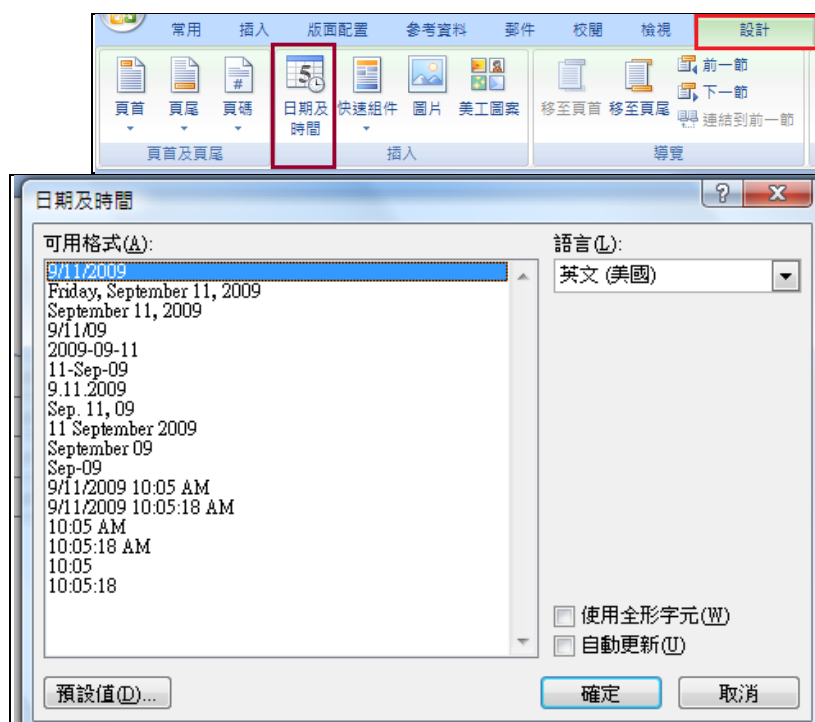 常用 插入 版面配置 參考資料 郵件 校閱 檢視 設計
頁首 頁尾 頁碼 日期及時間 快速組件 圖片 美工圖案 移至頁首 移至頁尾 前一節
下一節
連結到前一節
頁首及頁尾 插入 導覽
日期及時間
可用格式(A): 語言(L):
9/11/2009 英文 (美國)
Friday, September 11, 2009
September 11, 2009
9/11/09
2009-09-11
11-Sep-09
9.11.2009
Sep. 11, 09
11 September 2009
September 09
Sep-09
9/11/2009 10:05 AM
9/11/2009 10:05:18 AM
10:05 AM
10:05:18 AM
10:05
10:05:18
使用全形字元(W)
自動更新(U)
預設值(D)... 確定 取消